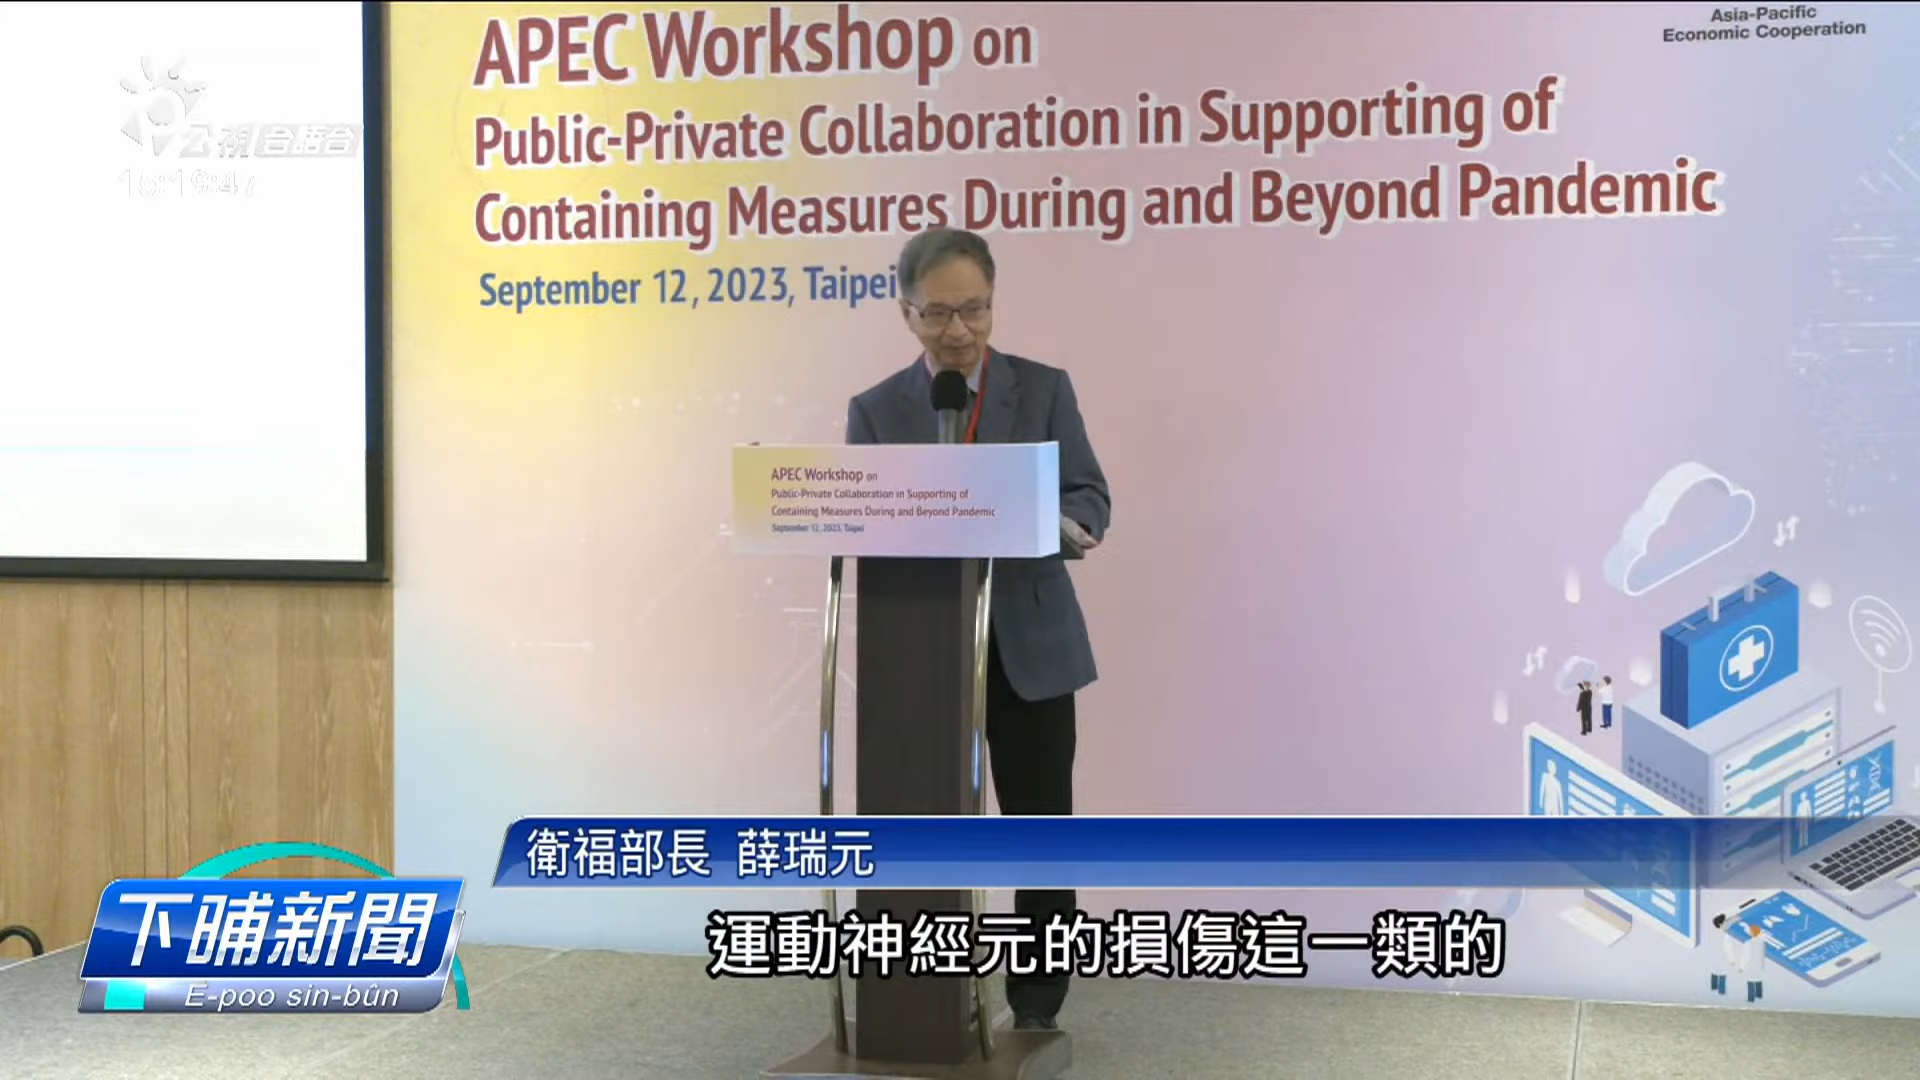 Asia-Pacific
Economic Cooperation
APEC Workshop on
Public-Private Collaboration in Supporting of
Containing Measures During and Beyond Pandemic
September 12, 2023, Taipei
公視台語台
15:19:47
APEC Workshop on
Public-Private Collaboration in Supporting of
Containing Measures During and Beyond Pandemic
September 12, 2023, Taipei
衛福部長 薛瑞元
下晡新聞
Ē-poo sin-bûn
運動神經元的損傷這一類的